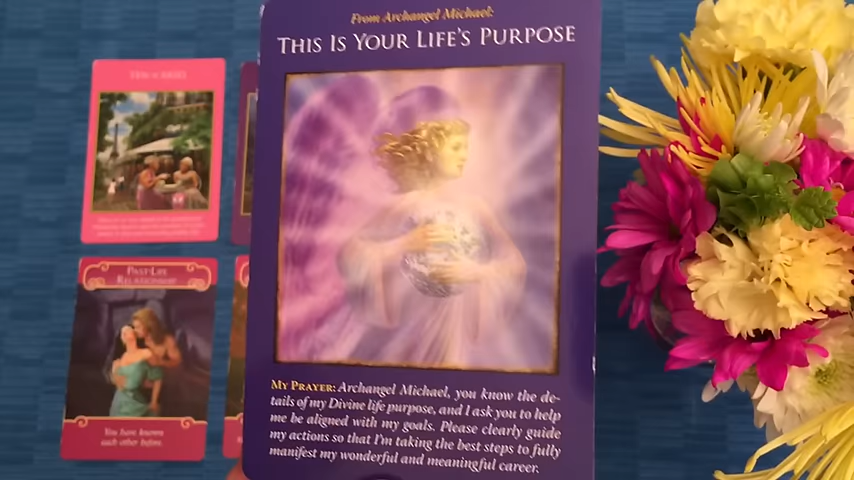 From Archangel Michael:
THIS IS YOUR LIFE'S PURPOSE
MY PRAYER: Archangel Michael, you know the de-
tails of my Divine life purpose, and I ask you to help
me be aligned with my goals. Please clearly guide
my actions so that I'm taking the best steps to fully
manifest my wonderful and meaningful career.
PAST-LIFE
RELATIONSHIP
You have known
each other before.